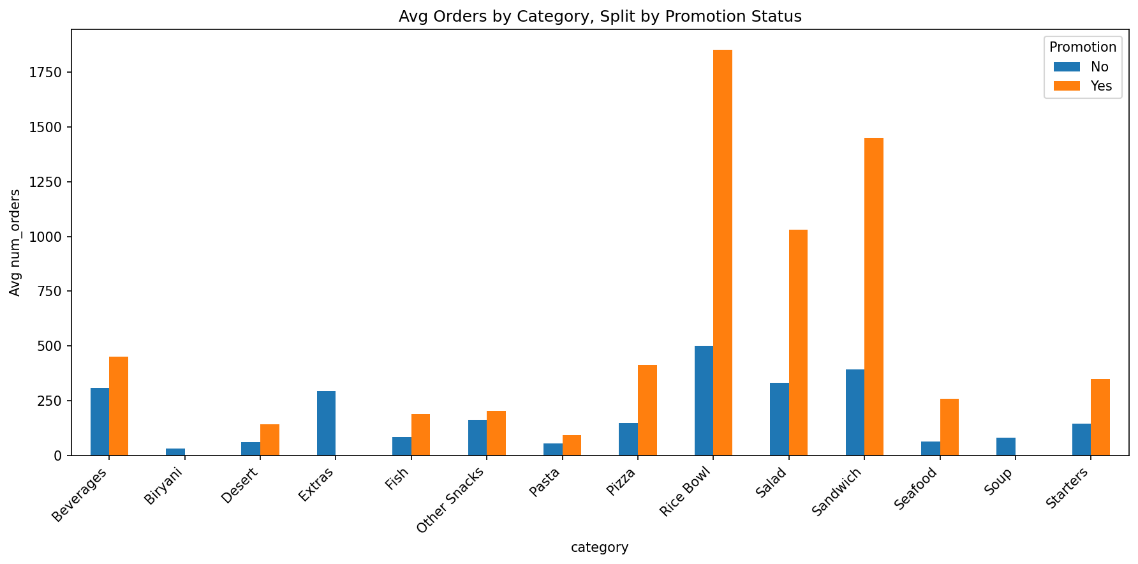 Avg Orders by Category, Split by Promotion Status
Promotion
No
Yes
Avg num_orders
1750
1500
1250
1000
750
500
250
0
Beverages
Biryani
Desert
Extras
Fish
Other Snacks
Pasta
Pizza
Rice Bowl
Salad
Sandwich
Seafood
Soup
Starters
category